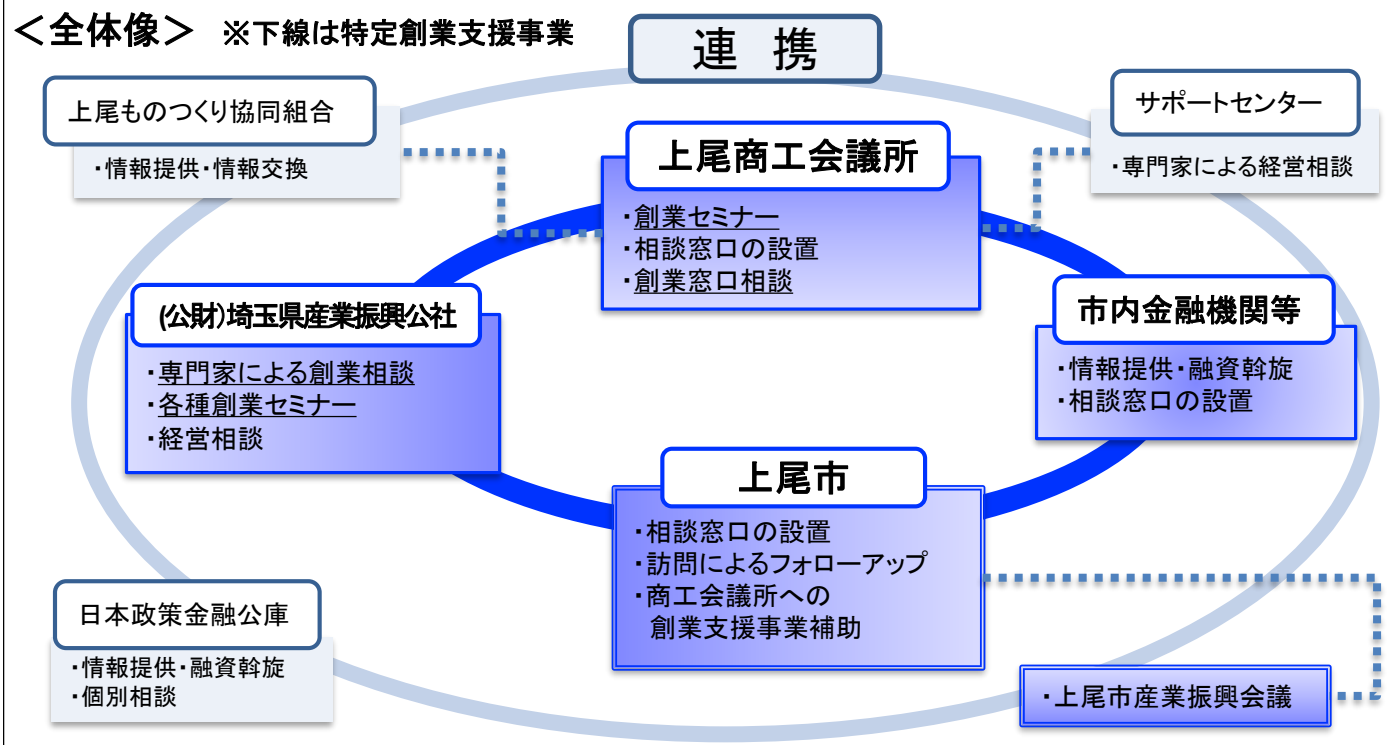 ＜全体像＞ ※下線は特定創業支援事業
連 携
上尾ものつくり協同組合
・情報提供・情報交換
サポートセンター
・専門家による経営相談
上尾商工会議所
・創業セミナー
・相談窓口の設置
・創業窓口相談
(公財)埼玉県産業振興公社
・専門家による創業相談
・各種創業セミナー
・経営相談
市内金融機関等
・情報提供・融資斡旋
・相談窓口の設置
上尾市
・相談窓口の設置
・訪問によるフォローアップ
・商工会議所への
創業支援事業補助
日本政策金融公庫
・情報提供・融資斡旋
・個別相談
・上尾市産業振興会議